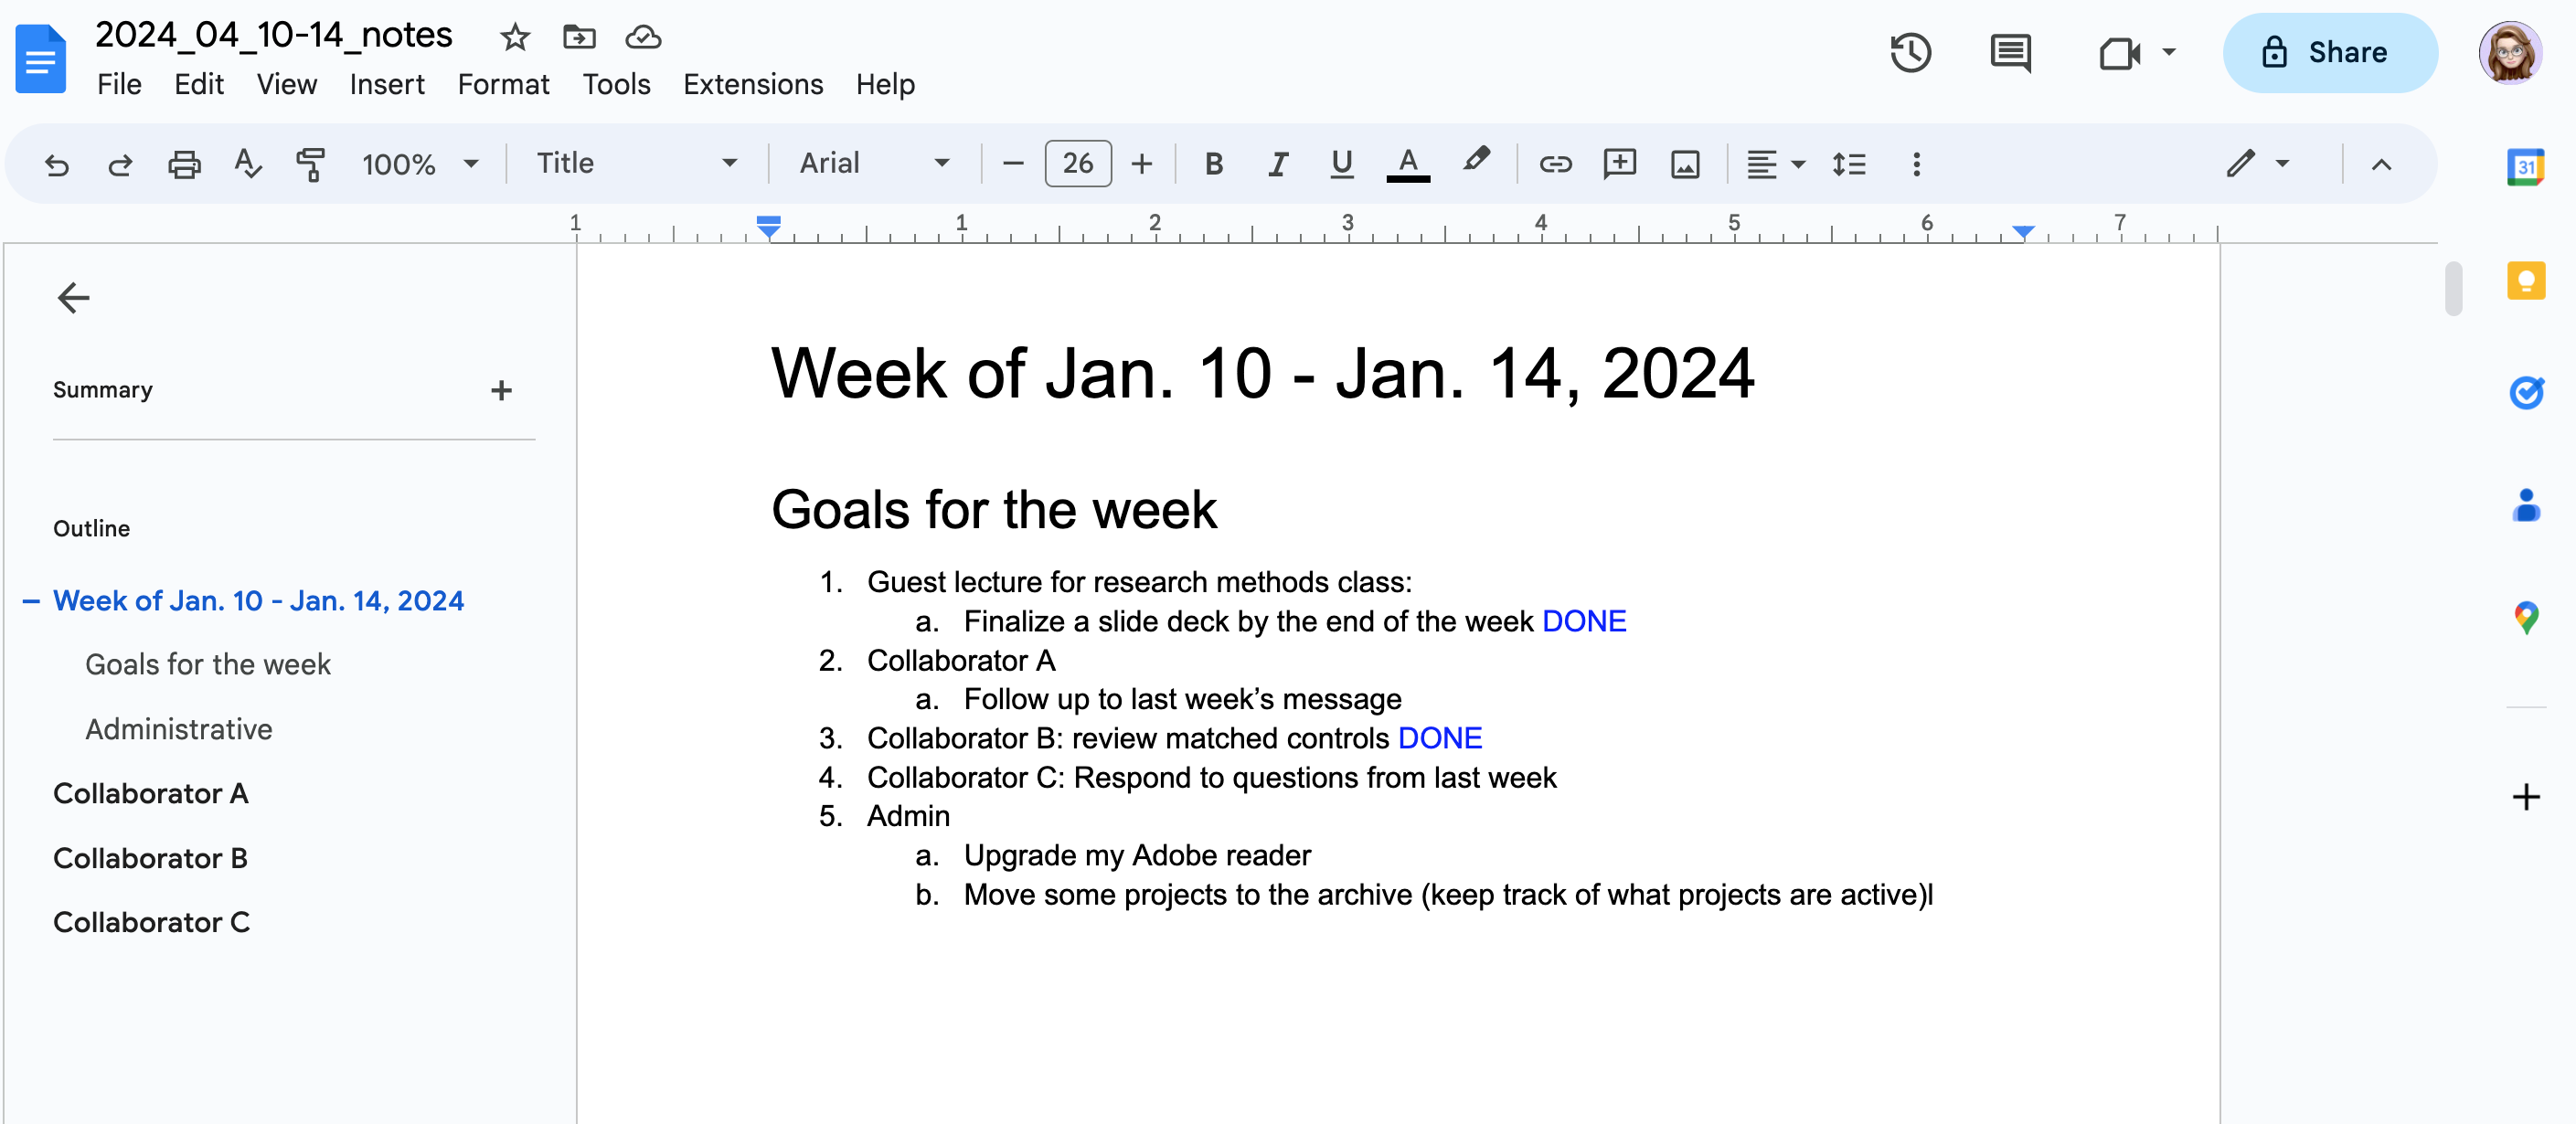 2024_04_10-14_notes
File Edit View Insert Format Tools Extensions Help
Share
100% Title Arial 26 B I U A
31
1 1 2 3 4 5 6 7
Summary
Outline
Week of Jan. 10 - Jan. 14, 2024
Goals for the week
Administrative
Collaborator A
Collaborator B
Collaborator C
Week of Jan. 10 - Jan. 14, 2024
Goals for the week
1. Guest lecture for research methods class:
a. Finalize a slide deck by the end of the week DONE
2. Collaborator A
a. Follow up to last week’s message
3. Collaborator B: review matched controls DONE
4. Collaborator C: Respond to questions from last week
5. Admin
a. Upgrade my Adobe reader
b. Move some projects to the archive (keep track of what projects are active)